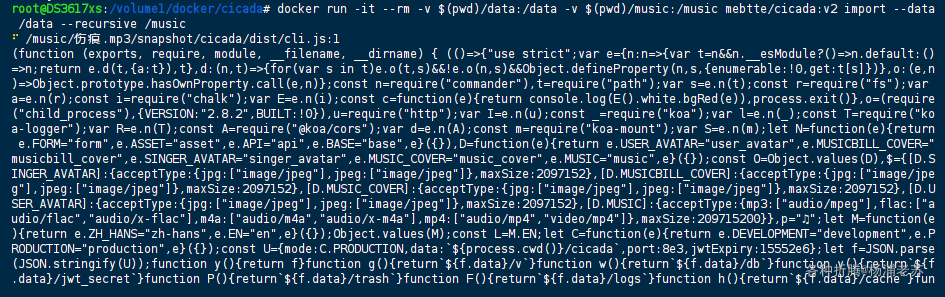 root@DS3617xs:/volume1/docker/cicada# docker run -it --rm -v $(pwd)/data:/data -v $(pwd)/music:/music mebtte/cicada:v2 import --data
/data --recursive /music
⠋ /music/伤痕.mp3/snapshot/cicada/dist/cli.js:1
(function (exports, require, module, __filename, __dirname) { (()=>{"use strict";var e={n:n=>{var t=n&&n.__esModule?()=>n.default:()
=>n;return e.d(t,{a:t}),t},d:(n,t)=>{for(var s in t)e.o(t,s)&&!e.o(n,s)&&Object.defineProperty(n,s,{enumerable:!0,get:t[s]})},o:(e,n
)=>Object.prototype.hasOwnProperty.call(e,n)};const n=require("commander"),t=require("path");var s=e.n(t);const r=require("fs");var
a=e.n(r);const i=require("chalk");var E=e.n(i);const c=function(e){return console.log(E().white.bgRed(e)),process.exit()},o=(require
("child_process"),{VERSION:"2.8.2",BUILT:!0}),u=require("http");var I=e.n(u);const _=require("koa");var l=e.n(_);const T=require("ko
a-logger");var R=e.n(T);const A=require("@koa/cors");var d=e.n(A);const m=require("koa-mount");var S=e.n(m);let N=function(e){return
 e.FORM="form",e.ASSET="asset",e.API="api",e.BASE="base",e}({}),D=function(e){return e.USER_AVATAR="user_avatar",e.MUSICBILL_COVER="
musicbill_cover",e.SINGER_AVATAR="singer_avatar",e.MUSIC_COVER="music_cover",e.MUSIC="music",e}({});const O=Object.values(D),$={[D.S
INGER_AVATAR]:{acceptType:{jpg:["image/jpeg"],jpeg:["image/jpeg"]},maxSize:2097152},[D.MUSICBILL_COVER]:{acceptType:{jpg:["image/jpe
g"],jpeg:["image/jpeg"]},maxSize:2097152},[D.MUSIC_COVER]:{acceptType:{jpg:["image/jpeg"],jpeg:["image/jpeg"]},maxSize:2097152},[D.U
SER_AVATAR]:{acceptType:{jpg:["image/jpeg"],jpeg:["image/jpeg"]},maxSize:2097152},[D.MUSIC]:{acceptType:{mp3:["audio/mpeg"],flac:["a
udio/flac","audio/x-flac"],m4a:["audio/m4a","audio/x-m4a"],mp4:["audio/mp4","video/mp4"]},maxSize:209715200}},p="♫";let M=function(e
){return e.ZH_HANS="zh-hans",e.EN="en",e}({});Object.values(M);const L=M.EN;let C=function(e){return e.DEVELOPMENT="development",e.P
RODUCTION="production",e}({});const U={mode:C.PRODUCTION,data:`${process.cwd()}/cicada`,port:8e3,jwtExpiry:15552e6};let f=JSON.parse
(JSON.stringify(U));function y(){return f}function g(){return`${f.data}/v`}function w(){return`${f.data}/db`}function b(){return`${f
.data}/jwt_secret`}function P(){return`${f.data}/trash`}function F(){return`${f.data}/logs`}function h(){return`${f.data}/cache`}fun